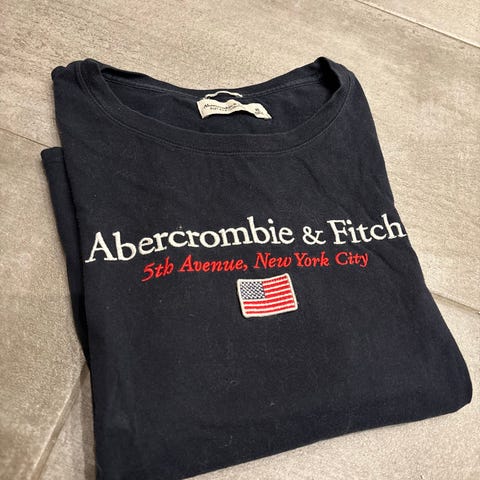 Abercrombie & Fitch
5th Avenue, New York City